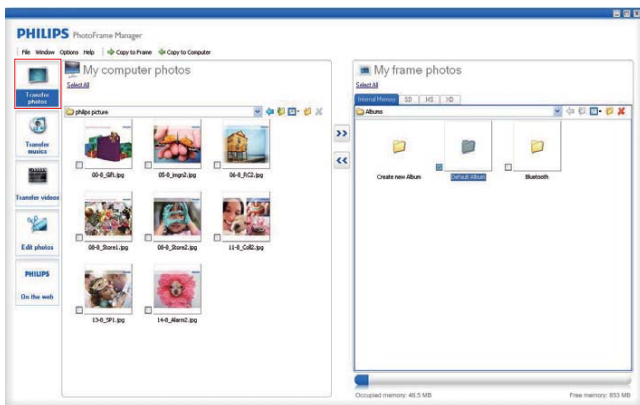 PHILIPS PhotoFrame Manager
File Window Options Help Copy to Frame Copy to Computer
Transfer photos
Transfer musics
Transfer videos
Edit photos
PHILIPS
On the web
My computer photos
Select All
philips picture
00-0_Gift.jpg 05-0_imgn2.jpg 06-0_RC2.jpg
08-0_Store1.jpg 08-0_Store2.jpg 11-0_Coll2.jpg
13-0_SP1.jpg 14-0_Alarm2.jpg
>>
<<
My frame photos
Select All
Internal Memory SD MS XD
Albums
Create new Album Default Album Bluetooth
Occupied memory: 46.5 MB Free memory: 853 MB